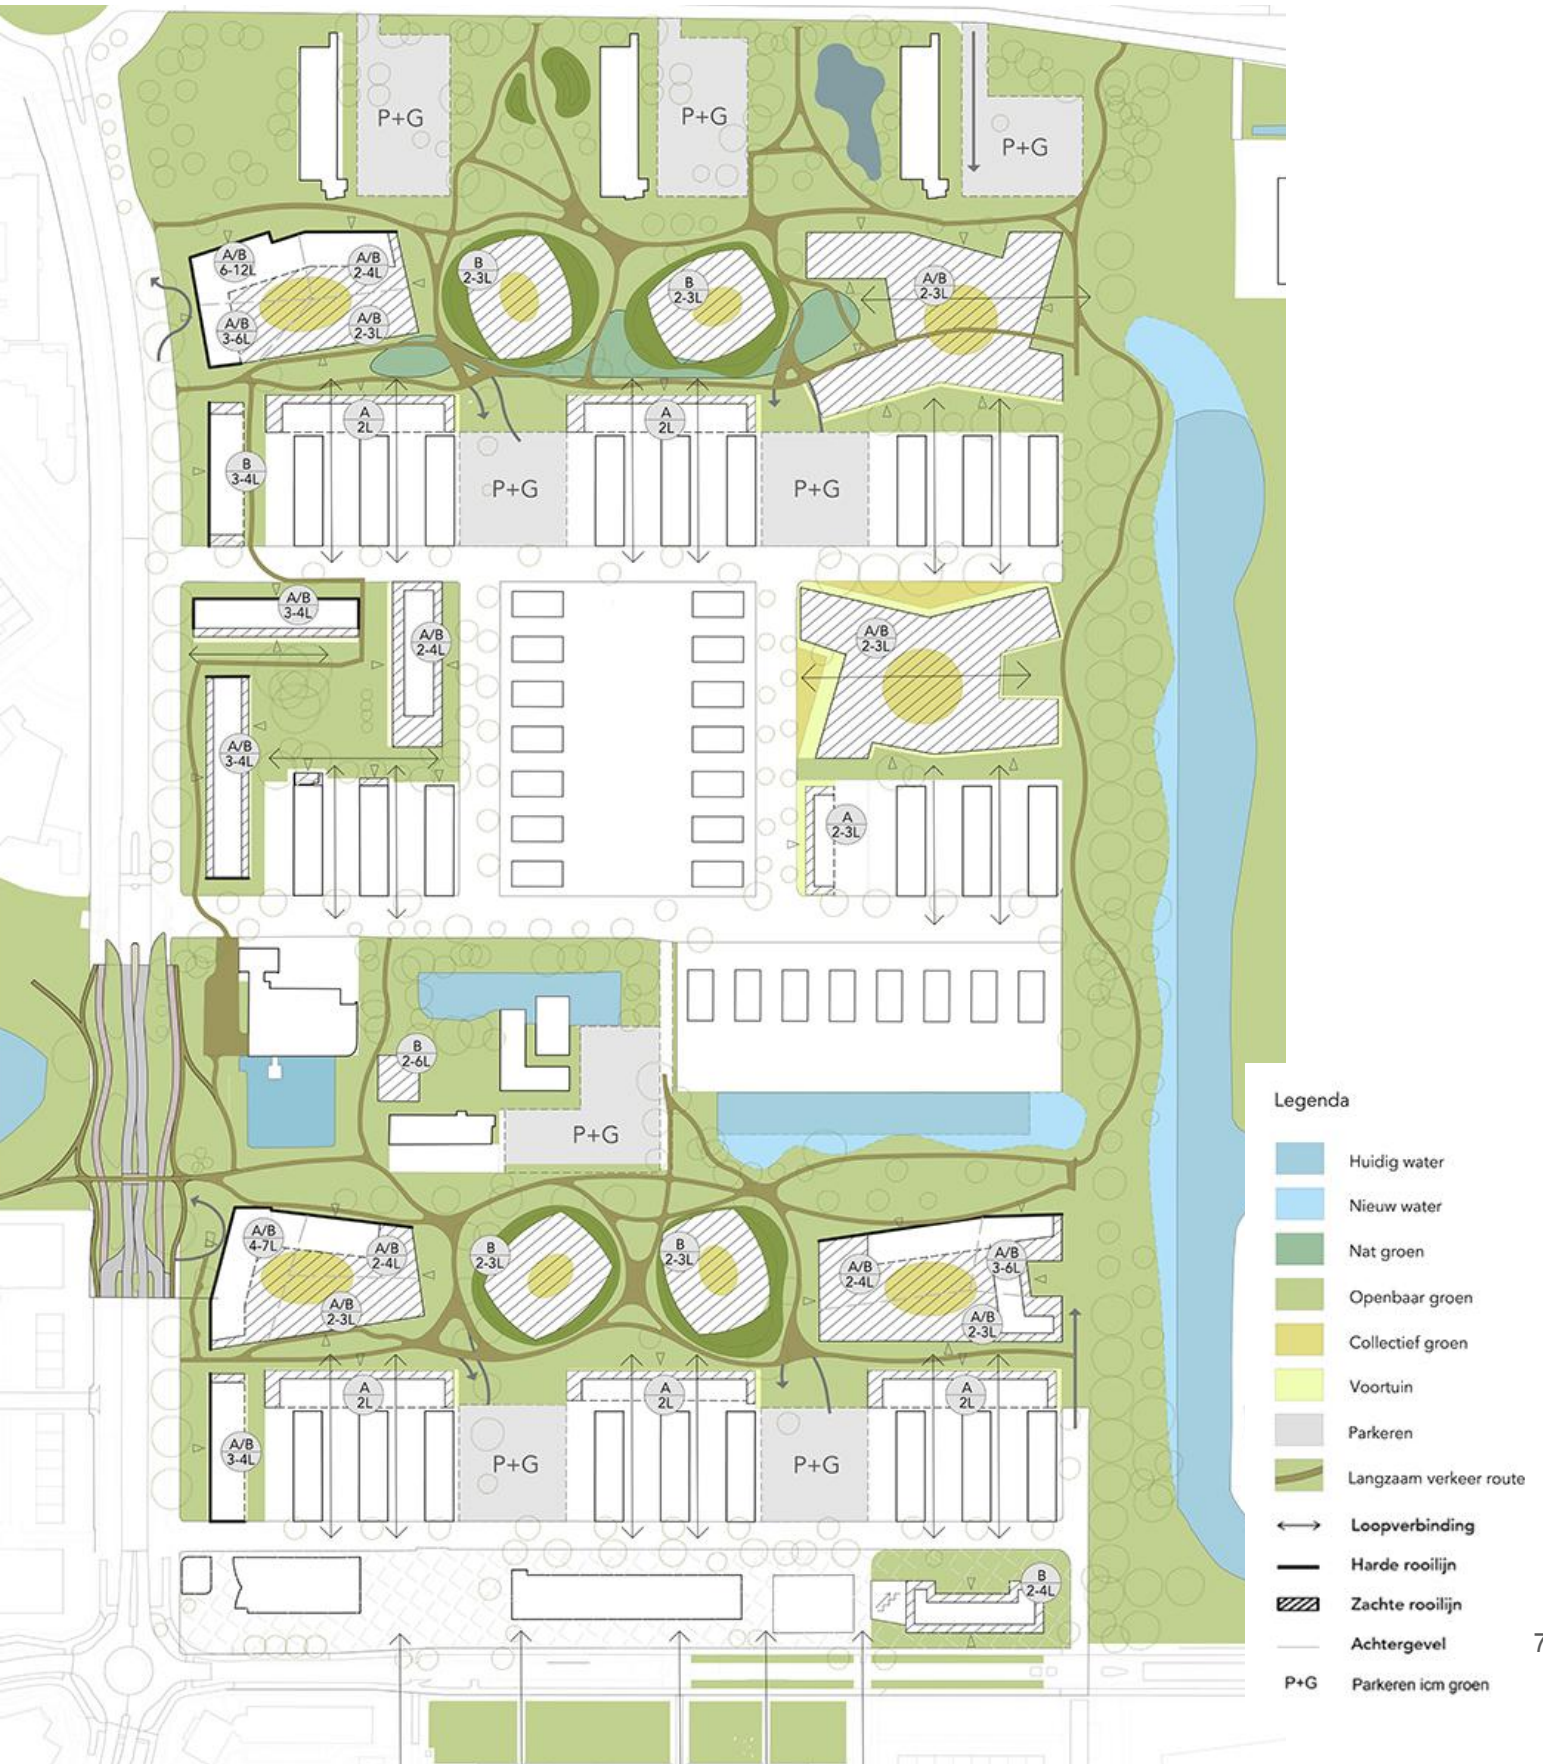 P+G
P+G
P+G
A/B
6-12L
A/B
2-4L
A/B
3-6L
A/B
2-3L
B
2-3L
B
2-3L
A/B
2-3L
A
2L
A
2L
B
3-4L
P+G
P+G
A/B
3-4L
A/B
2-4L
A/B
2-3L
A/B
3-4L
A
2-3L
B
2-6L
P+G
A/B
4-7L
A/B
2-4L
A/B
2-3L
B
2-3L
B
2-3L
A/B
2-4L
A/B
3-6L
A/B
2-3L
A
2L
A
2L
A
2L
A/B
3-4L
P+G
P+G
B
2-4L
Legenda
Huidig water
Nieuw water
Nat groen
Openbaar groen
Collectief groen
Voortuin
Parkeren
Langzaam verkeer route
Loopverbinding
Harde rooilijn
Zachte rooilijn
Achtergevel
P+G Parkeren icm groen
7